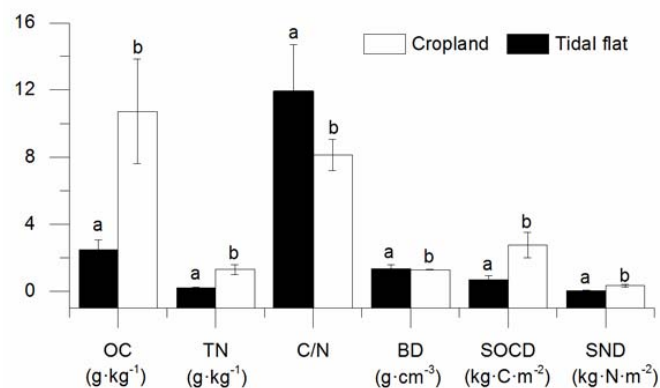 16
12
8
4
0
Cropland Tidal flat
a b a b a b a b a b a b
OC TN C/N BD SOCD SND
(g·kg⁻¹) (g·kg⁻¹) (g·cm⁻³) (kg·C·m⁻²) (kg·N·m⁻²)